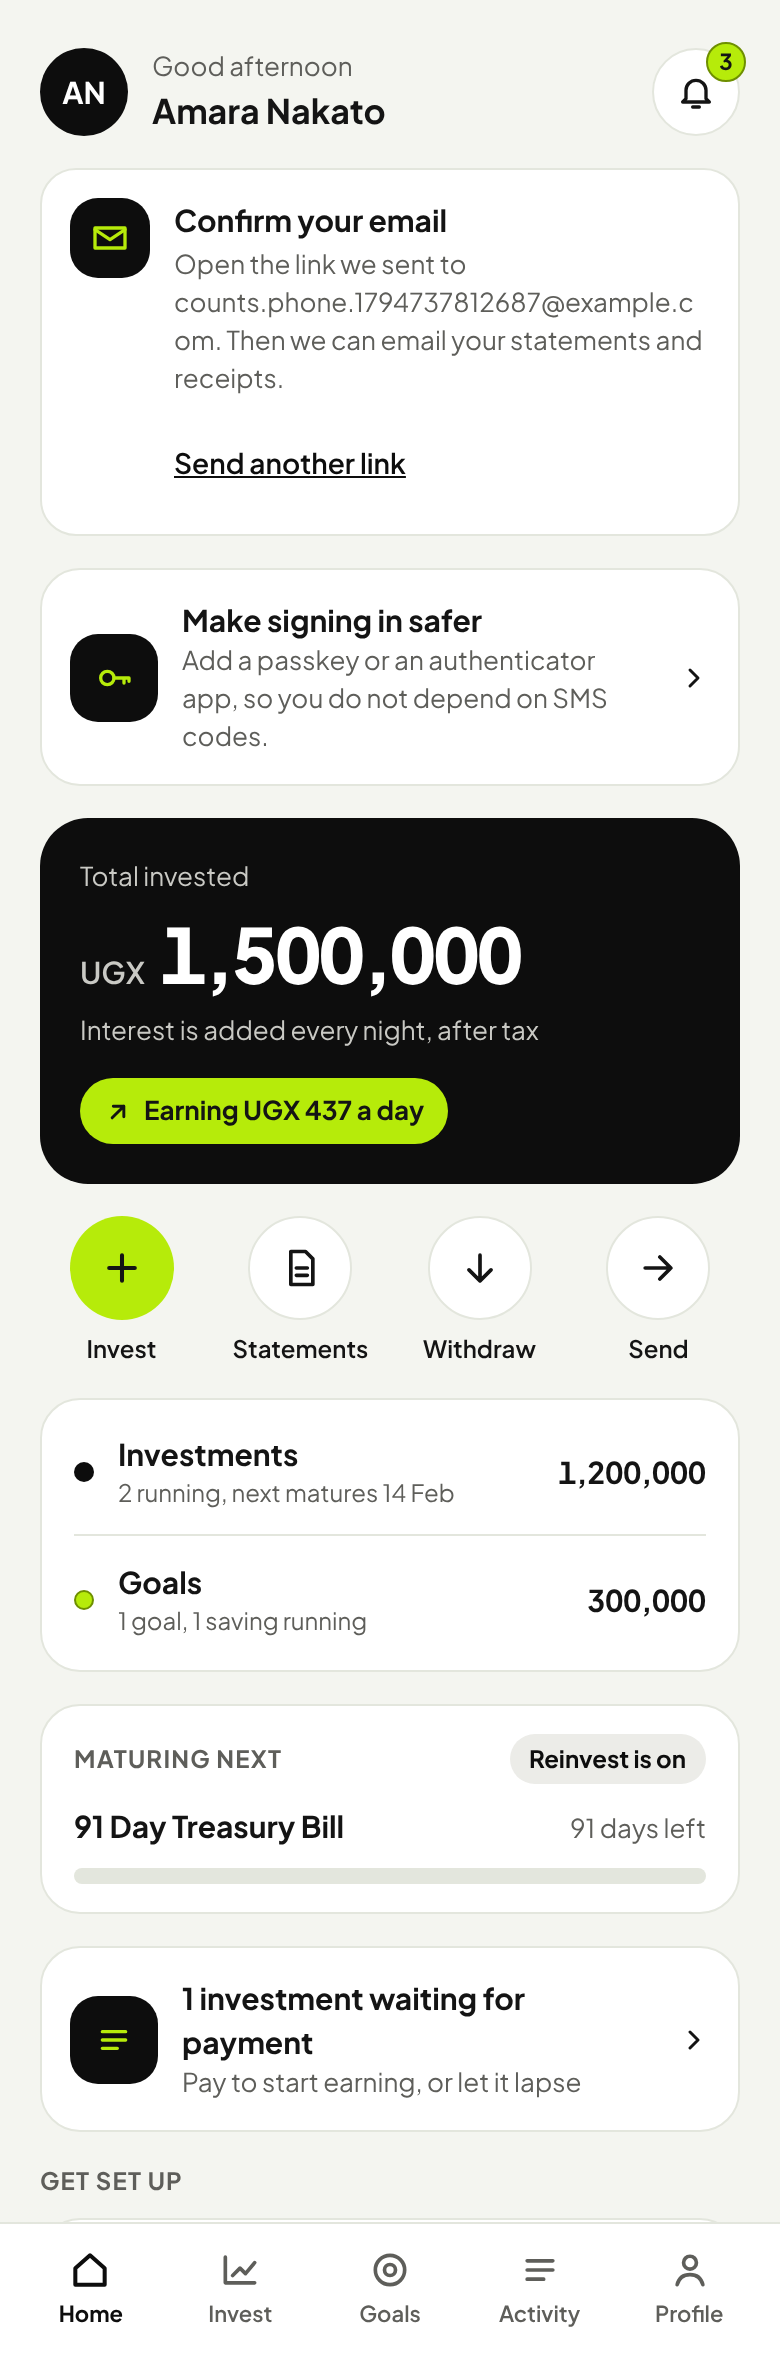 AN
Good afternoon
Amara Nakato
3
Confirm your email
Open the link we sent to
counts.phone.1794737812687@example.c
om. Then we can email your statements and
receipts.
Send another link
Make signing in safer
Add a passkey or an authenticator
app, so you do not depend on SMS
codes.
Total invested
UGX 1,500,000
Interest is added every night, after tax
Earning UGX 437 a day
Invest Statements Withdraw Send
Investments
2 running, next matures 14 Feb
1,200,000
Goals
1 goal, 1 saving running
300,000
MATURING NEXT
Reinvest is on
91 Day Treasury Bill
91 days left
1 investment waiting for
payment
Pay to start earning, or let it lapse
GET SET UP
Home Invest Goals Activity Profile